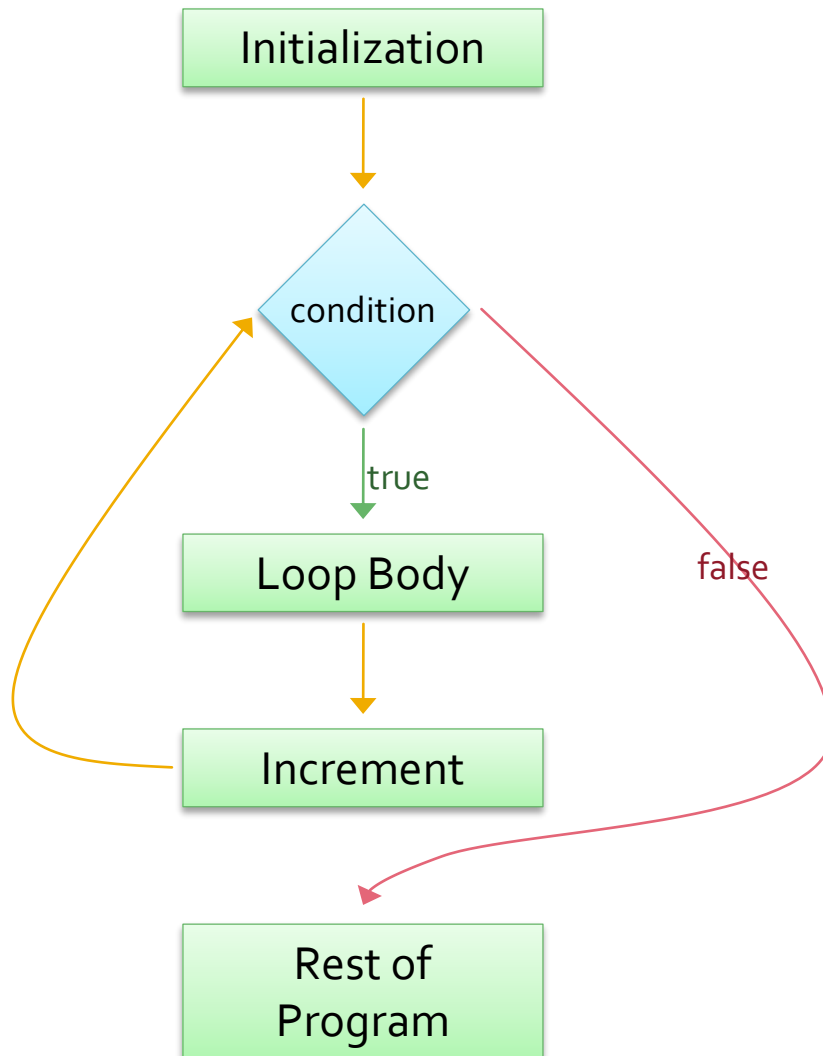 Initialization
condition
true
Loop Body
false
Increment
Rest of
Program